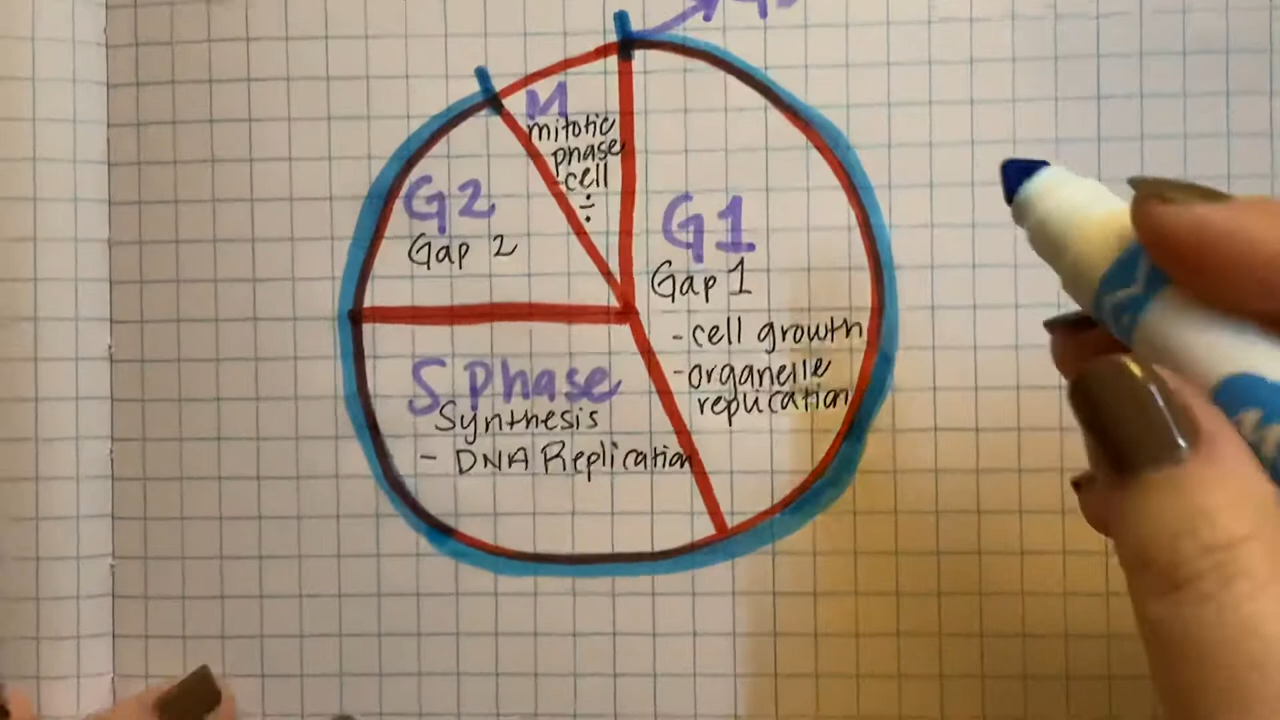 M
mitotic
phase
-cell
÷
G2
Gap 2
G1
Gap 1
- cell growth
- organelle
replication
S Phase
Synthesis
- DNA Replication